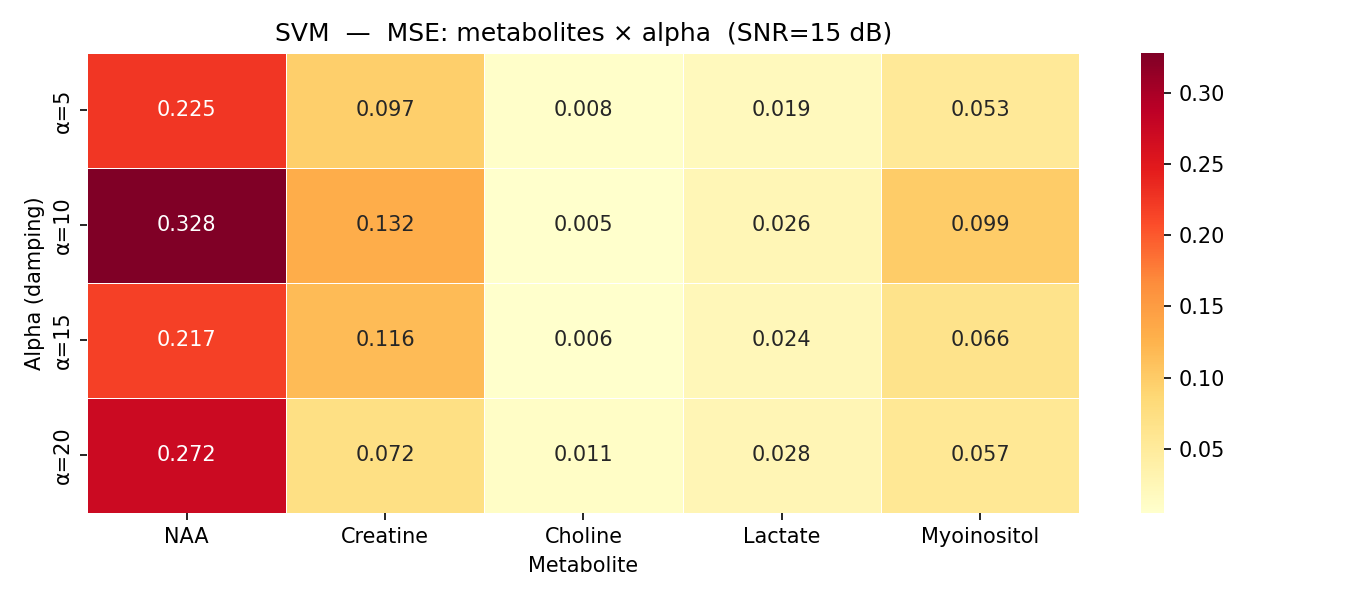 SVM — MSE: metabolites × alpha (SNR=15 dB)
Alpha (damping)
α=5 0.225 0.097 0.008 0.019 0.053
α=10 0.328 0.132 0.005 0.026 0.099
α=15 0.217 0.116 0.006 0.024 0.066
α=20 0.272 0.072 0.011 0.028 0.057
NAA Creatine Choline Lactate Myoinositol
Metabolite
0.30
0.25
0.20
0.15
0.10
0.05